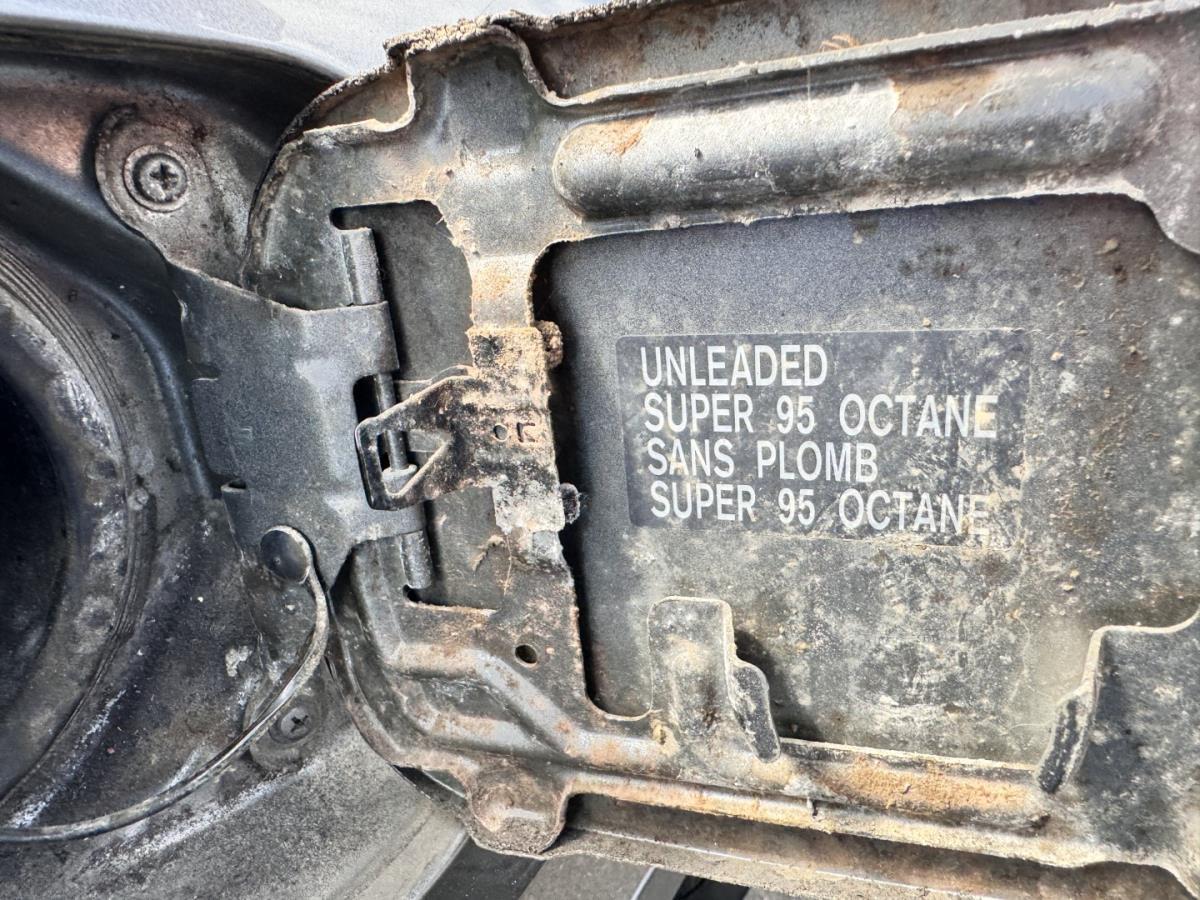 UNLEADED
SUPER 95 OCTANE
SANS PLOMB
SUPER 95 OCTANE